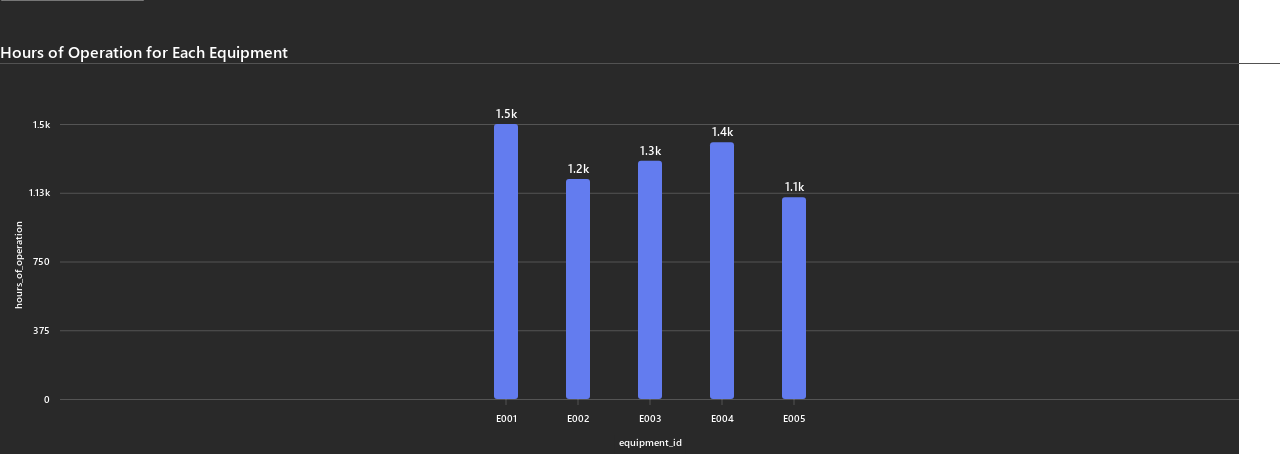 Hours of Operation for Each Equipment
1.5k
1.4k
1.3k
1.2k
1.1k
1.5k
1.13k
750
375
0
hours_of_operation
E001 E002 E003 E004 E005
equipment_id